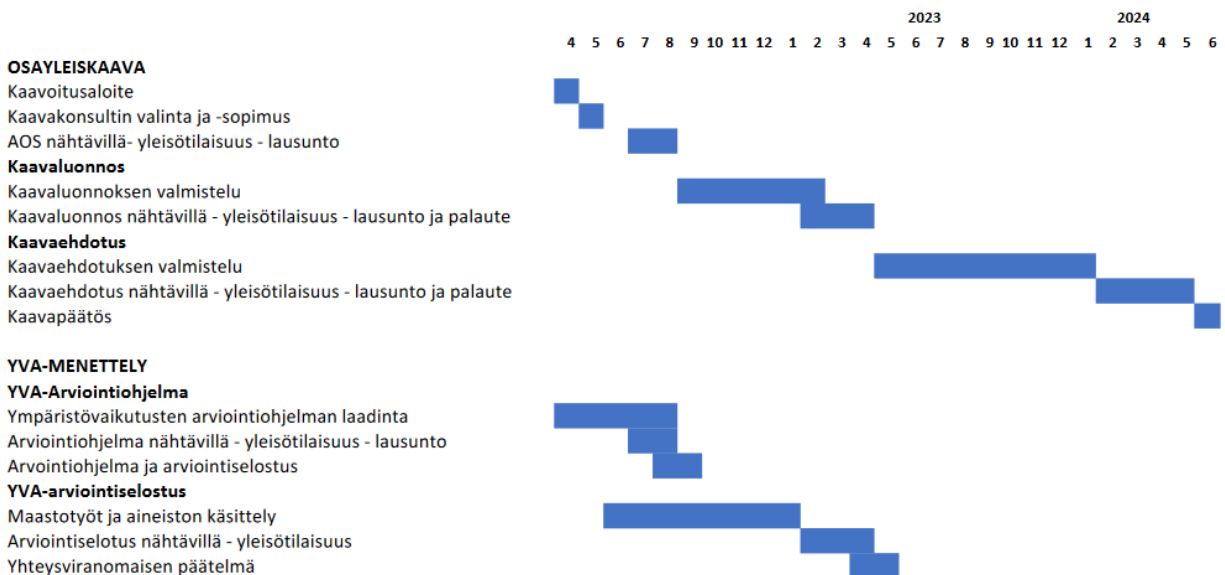 2023 2024
4 5 6 7 8 9 10 11 12 1 2 3 4 5 6 7 8 9 10 11 12 1 2 3 4 5 6
OSAYLEISKAAVA
Kaavoitusaloite
Kaavakonsultin valinta ja -sopimus
AOS nähtävillä- yleisötilaisuus - lausunto
Kaavaluonnos
Kaavaluonnoksen valmistelu
Kaavaluonnos nähtävillä - yleisötilaisuus - lausunto ja palaute
Kaavaehdotus
Kaavaehdotuksen valmistelu
Kaavaehdotus nähtävillä - yleisötilaisuus - lausunto ja palaute
Kaavapäätös
YVA-MENETTELY
YVA-Arviointiohjelma
Ympäristövaikutusten arviointiohjelman laadinta
Arviointiohjelma nähtävillä - yleisötilaisuus - lausunto
Arvointiohjelma ja arviointiselostus
YVA-arviointiselostus
Maastotyöt ja aineiston käsittely
Arviointiselotus nähtävillä - yleisötilaisuus
Yhteysviranomaisen päätelmä